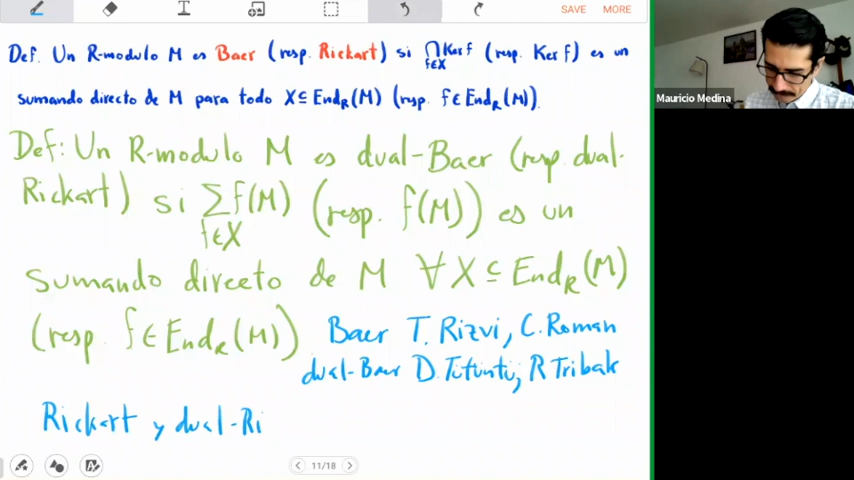 SAVE MORE
Def. Un R-modulo M es Baer (resp. Rickart) si ⋂ Ker f (resp. Ker f) es un
f∈X
sumando directo de M para todo X⊆End_R(M) (resp. f∈End_R(M)).
Mauricio Medina
Def: Un R-modulo M es dual-Baer (resp. dual-
Rickart) si ∑ f(M) (resp. f(M)) es un
f∈X
sumando directo de M ∀X⊆End_R(M)
(resp. f∈End_R(M))
Baer T. Rizvi, C. Roman
dual-Baer D. Tütüncü, R Tribak
Rickart y dual-Ri
11/18